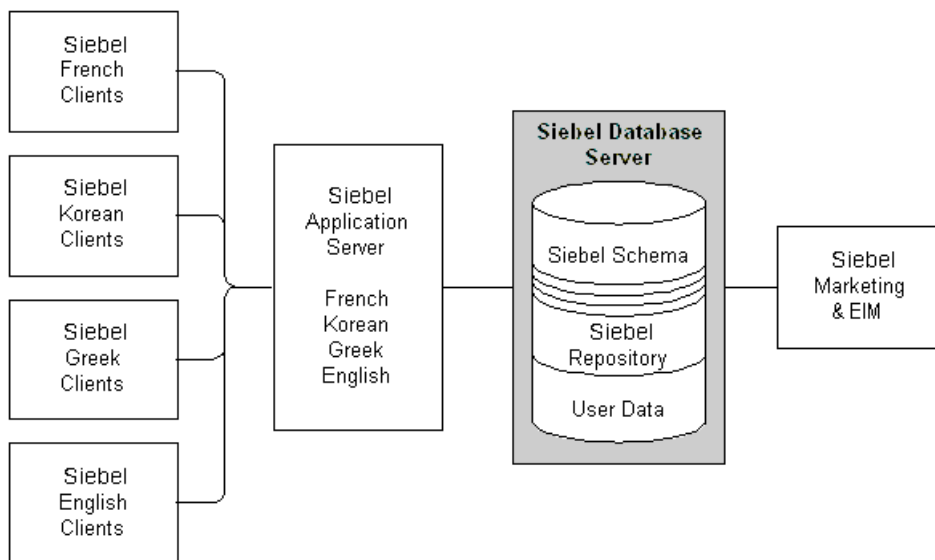 Siebel
French
Clients
Siebel
Korean
Clients
Siebel
Greek
Clients
Siebel
English
Clients
Siebel
Application
Server
French
Korean
Greek
English
Siebel Database
Server
Siebel Schema
Siebel
Repository
User Data
Siebel
Marketing
& EIM